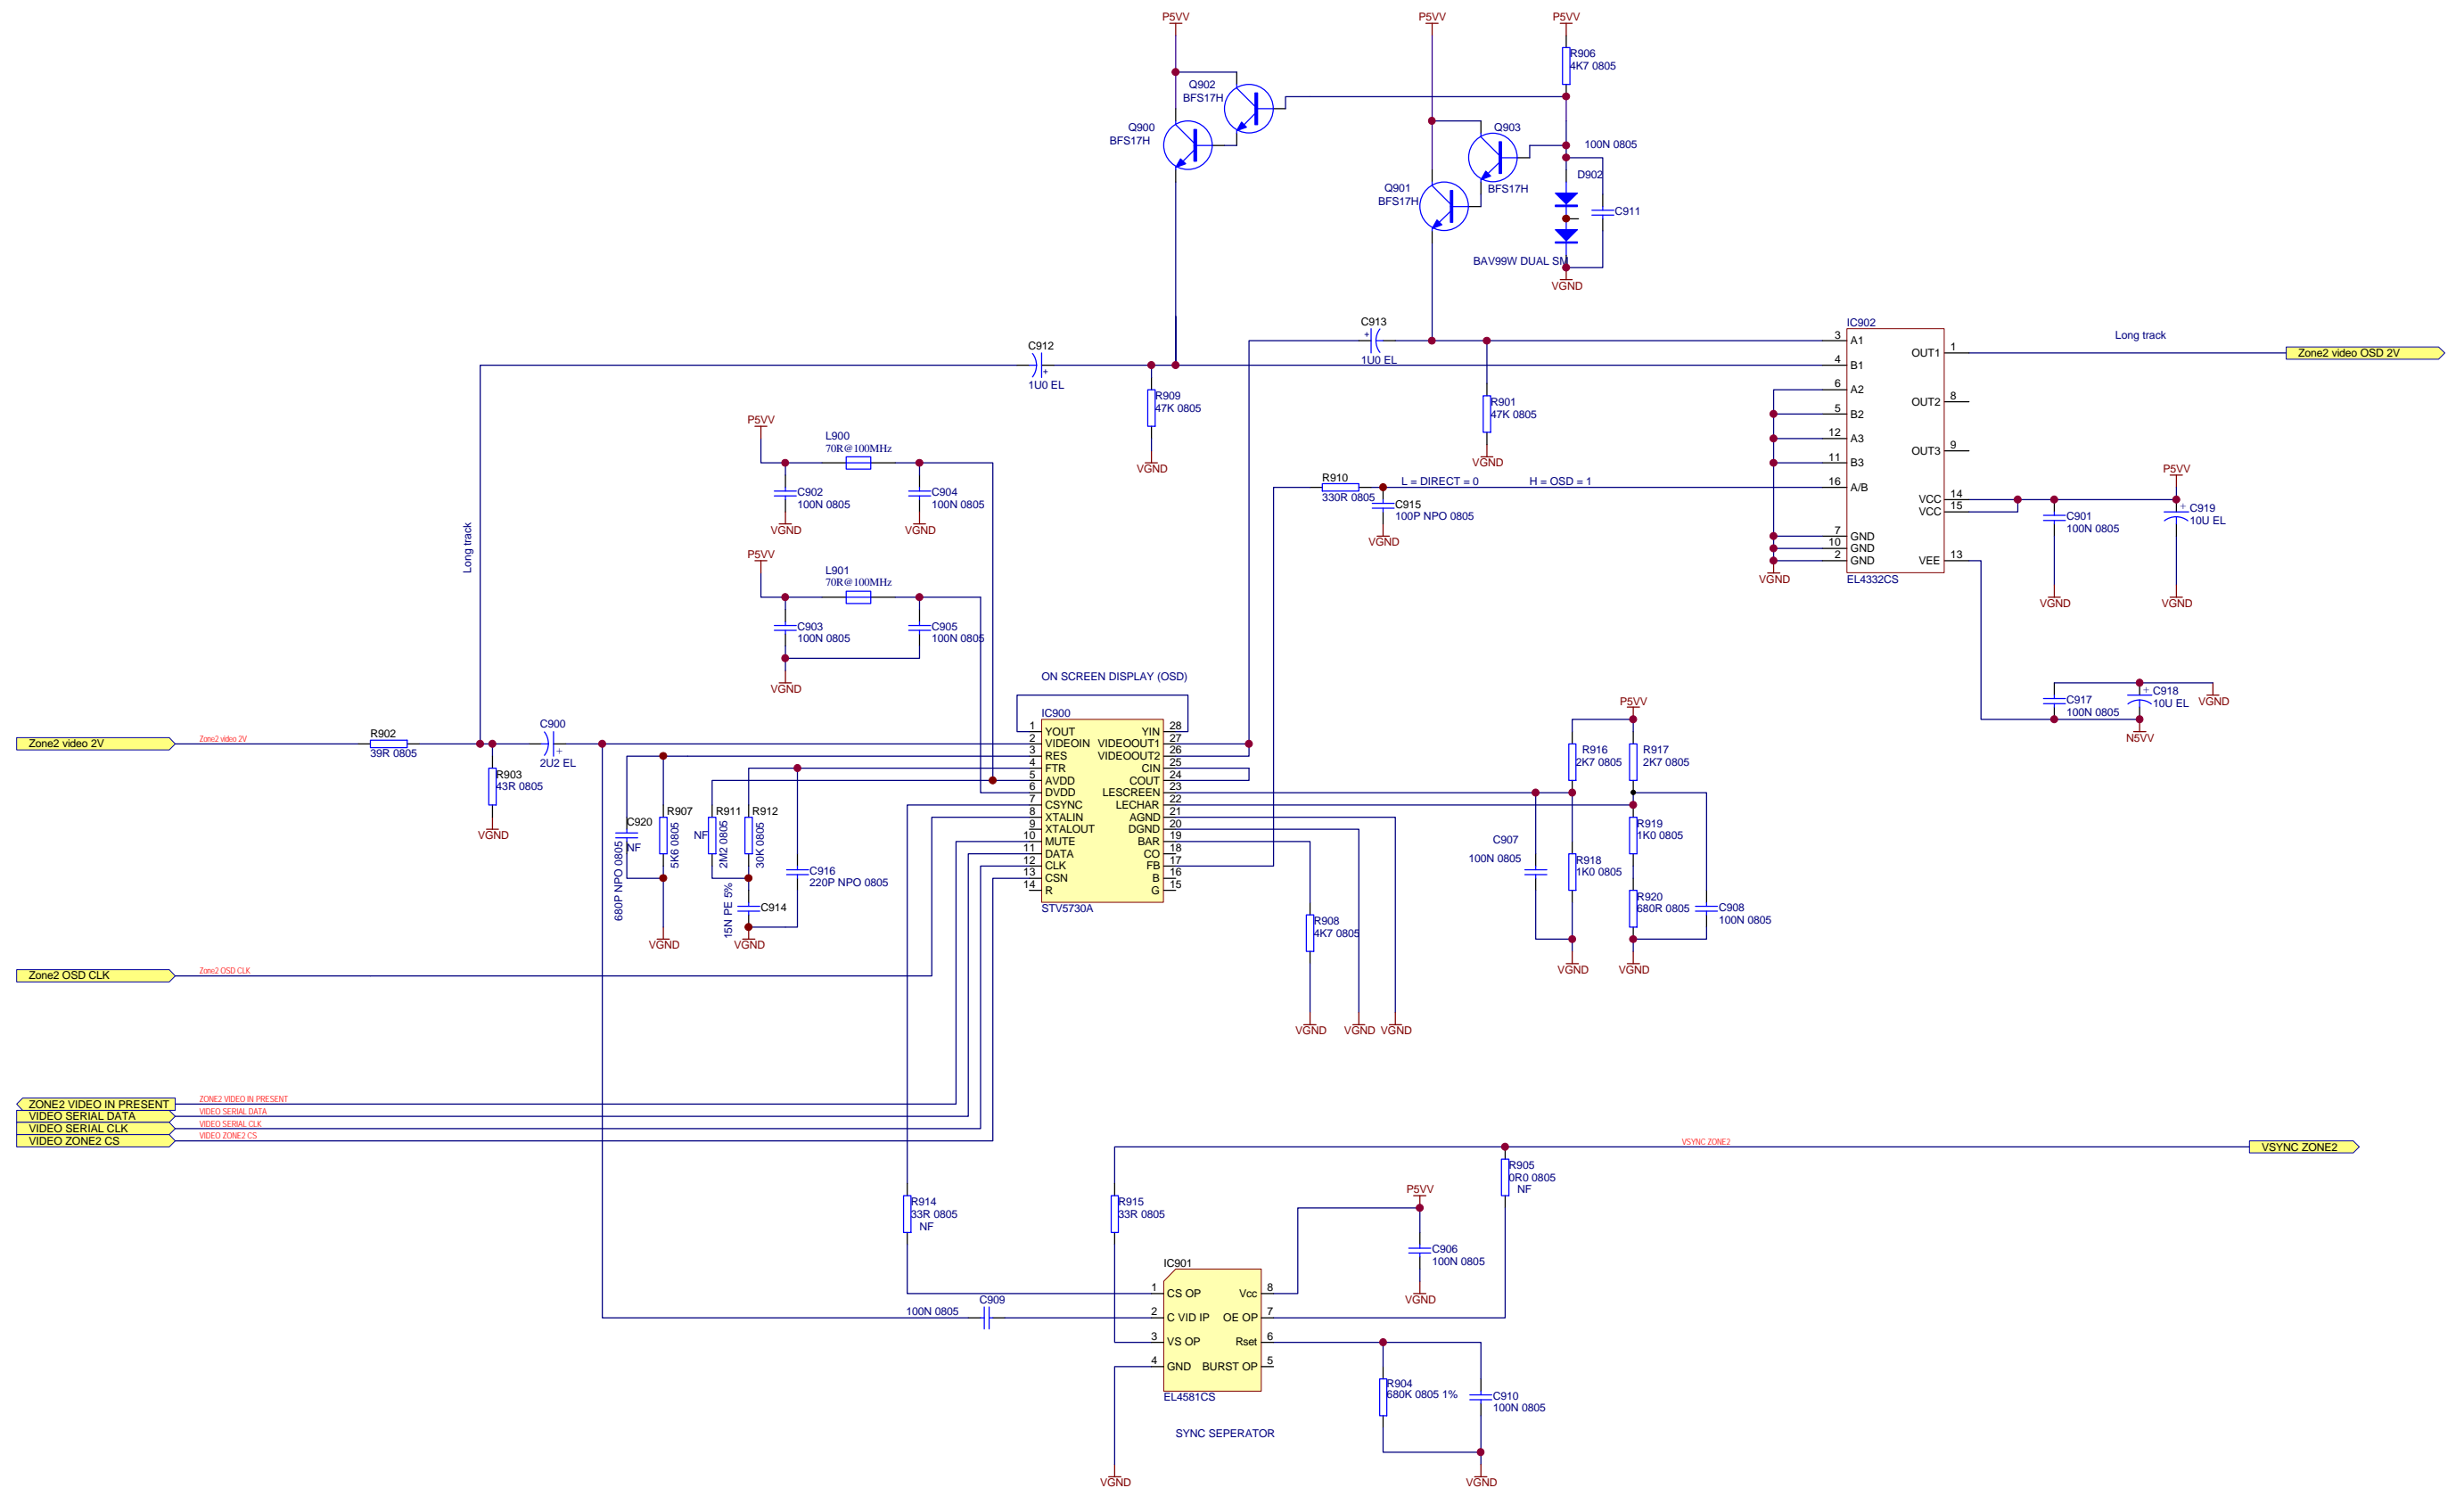 P5VV
P5VV
P5VV
R906
4K7 0805
Q902
BFS17H
Q900
BFS17H
Q903
BFS17H
100N 0805
D902
Q901
BFS17H
C911
BAV99W DUAL SM
VGND
C912
1U0 EL
C913
+
1U0 EL
+
R909
47K 0805
VGND
R901
47K 0805
VGND
IC902
3 A1
4 B1
6 A2
5 B2
12 A3
11 B3
16 A/B
7 GND
10 GND
2 GND
OUT1 1
OUT2 8
OUT3 9
VCC 14
VCC 15
VEE 13
EL4332CS
VGND
Long track
Zone2 video OSD 2V
P5VV
L900
70R@100MHz
C902
100N 0805
VGND
C904
100N 0805
VGND
R910
330R 0805
L = DIRECT = 0
H = OSD = 1
C915
100P NPO 0805
VGND
P5VV
C901
100N 0805
VGND
+
C919
10U EL
VGND
Long track
P5VV
L901
70R@100MHz
C903
100N 0805
C905
100N 0805
VGND
C917
100N 0805
+
C918
10U EL
VGND
N5VV
ON SCREEN DISPLAY (OSD)
IC900
1 YOUT
2 VIDEOIN
3 RES
4 FTR
5 AVDD
6 DVDD
7 CSYNC
8 XTALIN
9 XTALOUT
10 MUTE
11 DATA
12 CLK
13 CSN
14 R
YIN 28
VIDEOOUT1 27
VIDEOOUT2 26
CIN 25
COUT 24
LESCREEN 23
LECHAR 22
AGND 21
DGND 20
BAR 19
CO 18
FB 17
B 16
G 15
STV5730A
Zone2 video 2V
Zone2 video 2V
R902
39R 0805
C900
+
2U2 EL
R903
43R 0805
VGND
C920
NF
680P NPO 0805
R907
5K6 0805
VGND
R911
NF
2M2 0805
R912
30K 0805
C914
15N PE 5%
VGND
C916
220P NPO 0805
P5VV
R916
2K7 0805
R917
2K7 0805
C907
100N 0805
R918
1K0 0805
R919
1K0 0805
R920
680R 0805
C908
100N 0805
VGND
VGND
R908
4K7 0805
VGND
VGND
VGND
Zone2 OSD CLK
Zone2 OSD CLK
ZONE2 VIDEO IN PRESENT
ZONE2 VIDEO IN PRESENT
VIDEO SERIAL DATA
VIDEO SERIAL DATA
VIDEO SERIAL CLK
VIDEO SERIAL CLK
VIDEO ZONE2 CS
VIDEO ZONE2 CS
VSYNC ZONE2
VSYNC ZONE2
R914
33R 0805
NF
R915
33R 0805
R905
0R0 0805
NF
P5VV
C906
100N 0805
VGND
C909
100N 0805
IC901
1 CS OP
2 C VID IP
3 VS OP
4 GND
Vcc 8
OE OP 7
Rset 6
BURST OP 5
EL4581CS
R904
680K 0805 1%
C910
100N 0805
SYNC SEPERATOR
VGND
VGND